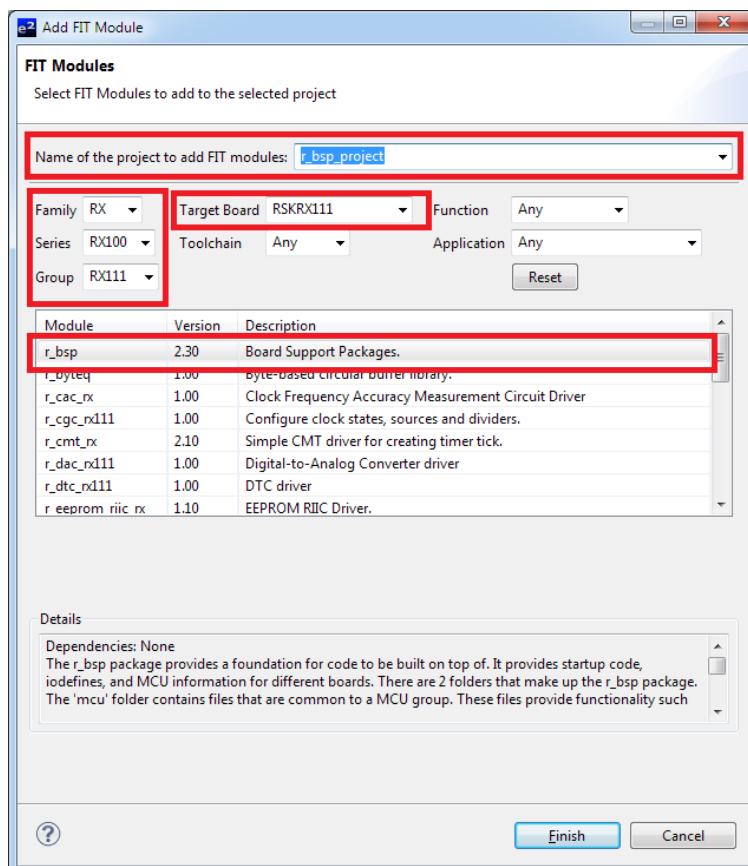 e² Add FIT Module
FIT Modules
Select FIT Modules to add to the selected project
Name of the project to add FIT modules: r_bsp_project
Family RX Target Board RSKRX111 Function Any
Series RX100 Toolchain Any Application Any
Group RX111 Reset
Module Version Description
r_bsp 2.30 Board Support Packages.
r_byteq 1.00 Byte-based circular buffer library.
r_cac_rx 1.00 Clock Frequency Accuracy Measurement Circuit Driver
r_cgc_rx111 1.00 Configure clock states, sources and dividers.
r_cmt_rx 2.10 Simple CMT driver for creating timer tick.
r_dac_rx111 1.00 Digital-to-Analog Converter driver
r_dtc_rx111 1.00 DTC driver
r_eeprom_riic_rx 1.10 EEPROM RIIC Driver.
Details
Dependencies: None
The r_bsp package provides a foundation for code to be built on top of. It provides startup code,
iodefines, and MCU information for different boards. There are 2 folders that make up the r_bsp package.
The 'mcu' folder contains files that are common to a MCU group. These files provide functionality such
? Finish Cancel